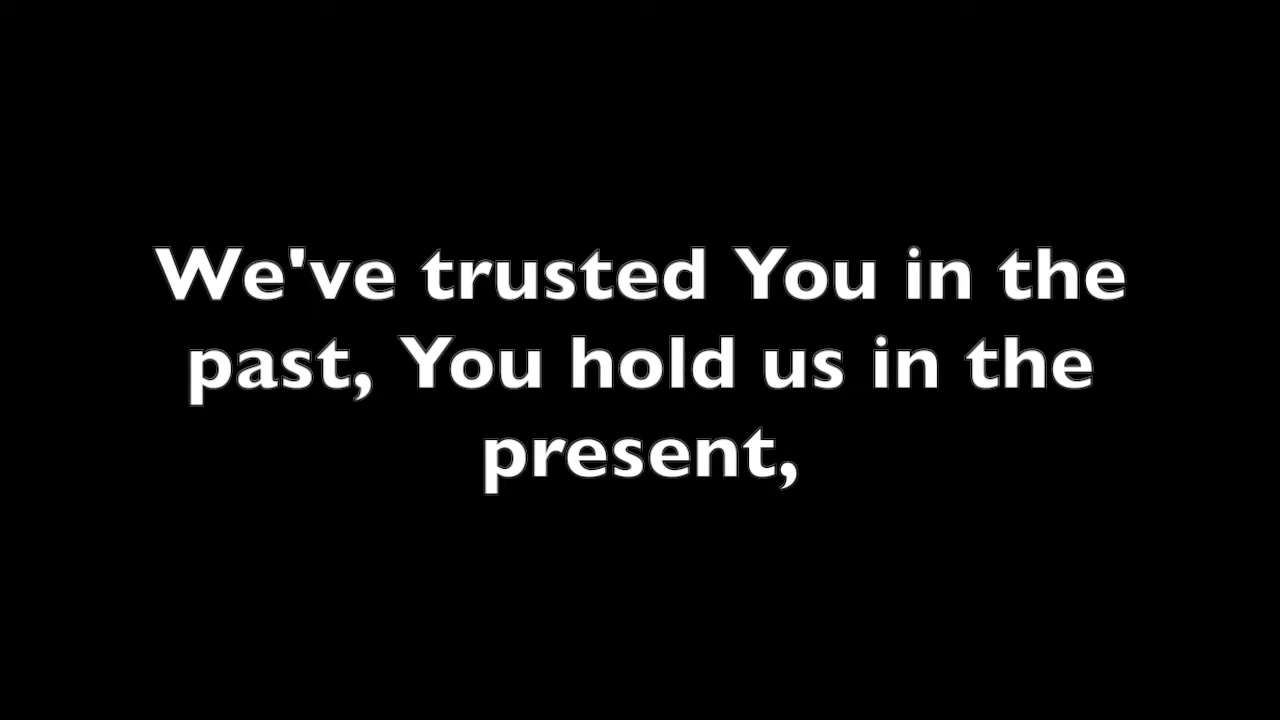 We've trusted You in the
past, You hold us in the
present,